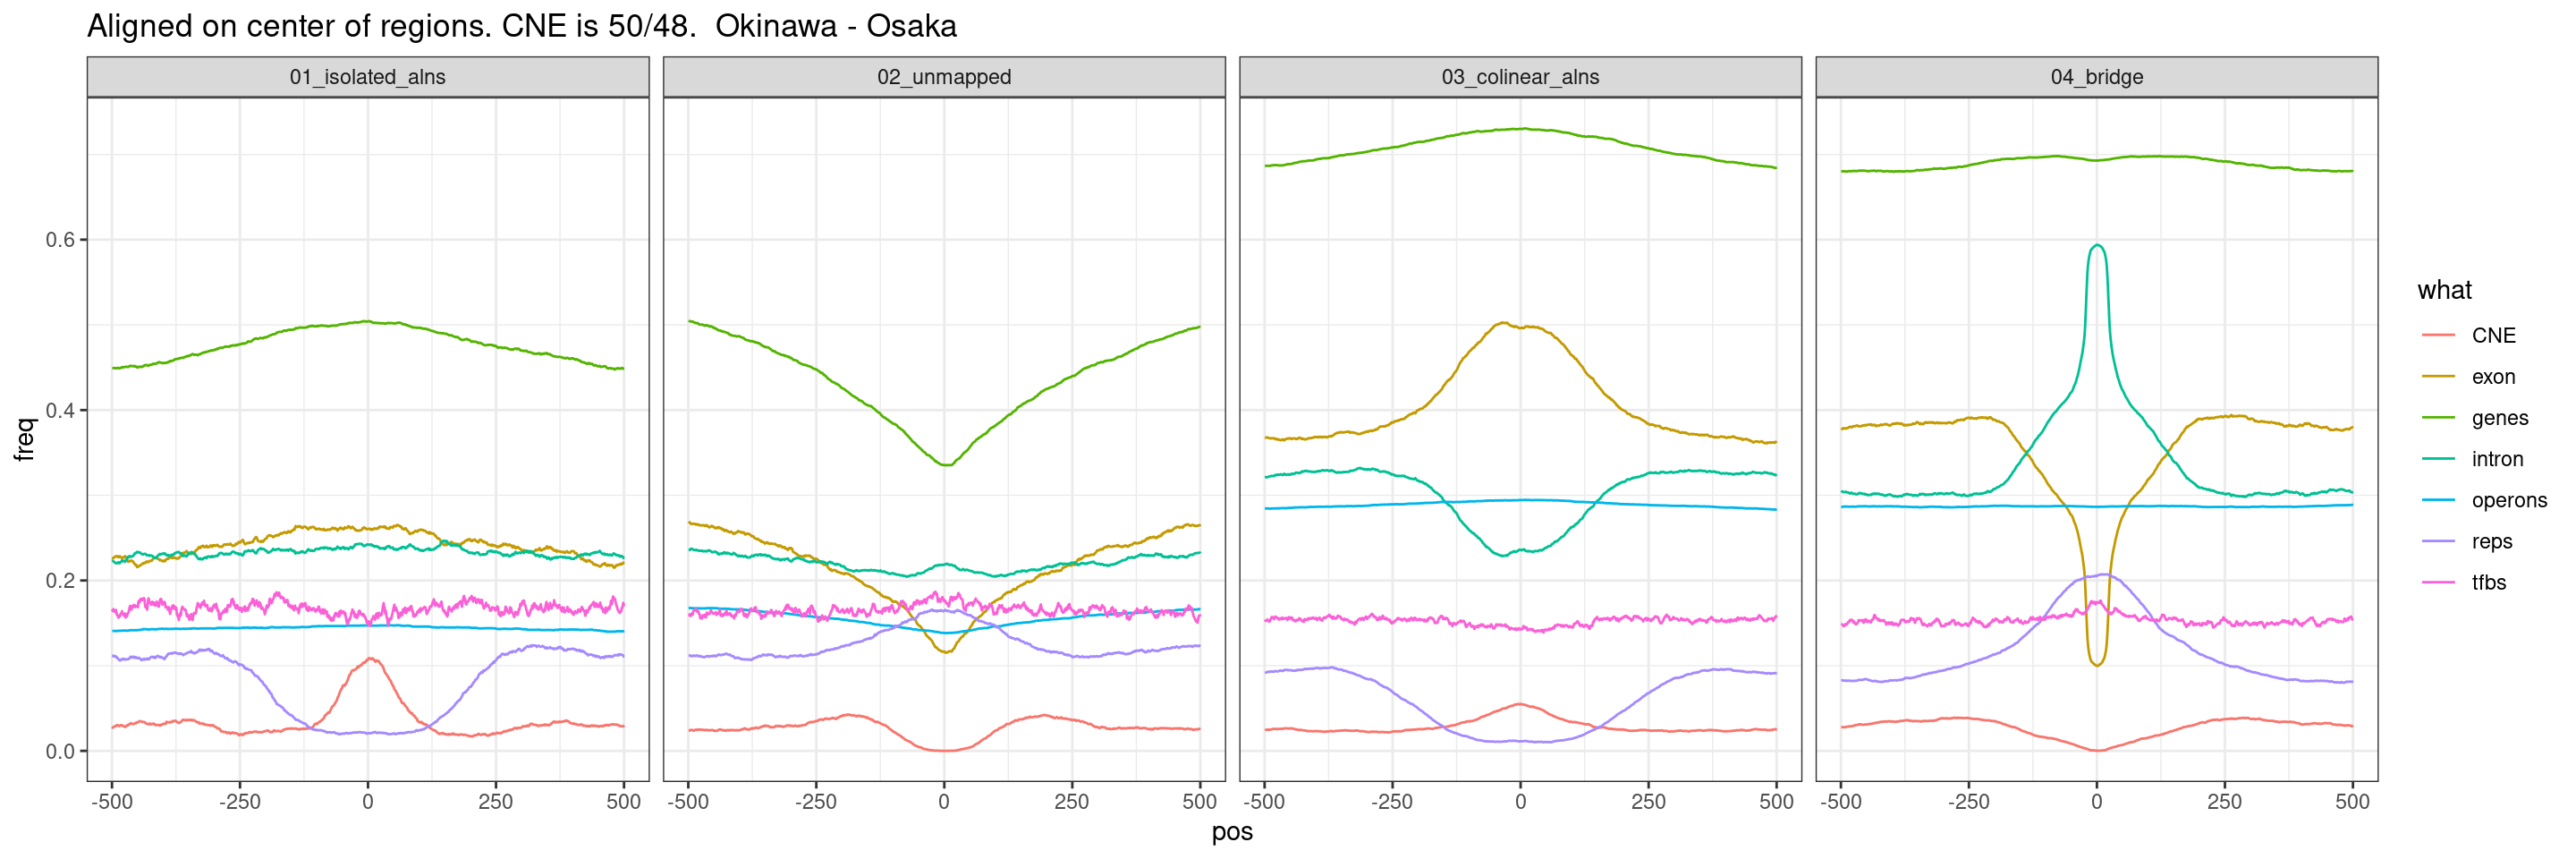 Aligned on center of regions. CNE is 50/48.  Okinawa - Osaka
01_isolated_alns
02_unmapped
03_colinear_alns
04_bridge
freq
0.6
0.4
0.2
0.0
-500 -250 0 250 500
-500 -250 0 250 500
-500 -250 0 250 500
-500 -250 0 250 500
pos
what
CNE
exon
genes
intron
operons
reps
tfbs